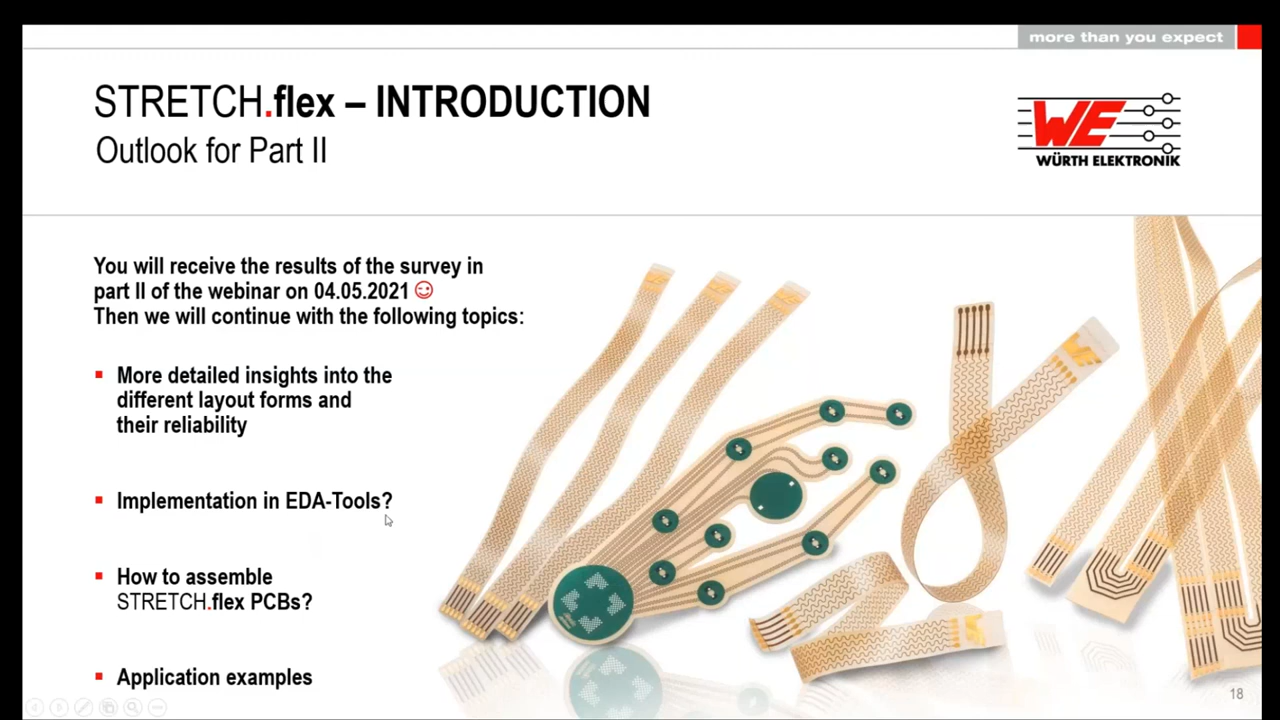 more than you expect
STRETCH.flex – INTRODUCTION
Outlook for Part II
WE
WÜRTH ELEKTRONIK
You will receive the results of the survey in
part II of the webinar on 04.05.2021
Then we will continue with the following topics:
More detailed insights into the
different layout forms and
their reliability
Implementation in EDA-Tools?
How to assemble
STRETCH.flex PCBs?
Application examples
18